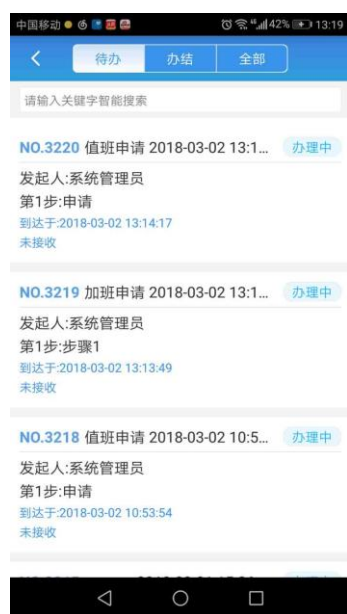 中国移动 42% 13:19
待办 办结 全部
请输入关键字智能搜索
NO.3220 值班申请 2018-03-02 13:1... 办理中
发起人:系统管理员
第1步:申请
到达于:2018-03-02 13:14:17
未接收
NO.3219 加班申请 2018-03-02 13:1... 办理中
发起人:系统管理员
第1步:步骤1
到达于:2018-03-02 13:13:49
未接收
NO.3218 值班申请 2018-03-02 10:5... 办理中
发起人:系统管理员
第1步:申请
到达于:2018-03-02 10:53:54
未接收